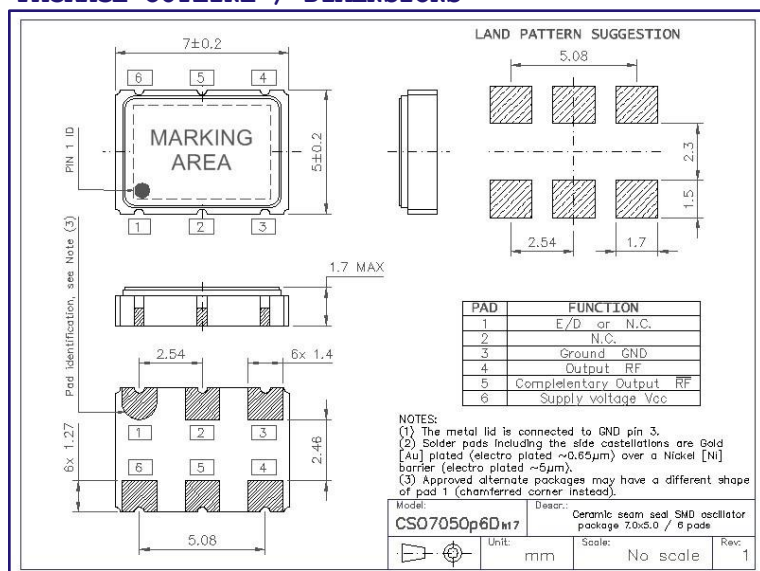 7±0.2
LAND PATTERN SUGGESTION
5.08
6
5
4
PIN 1 ID
MARKING
AREA
5±0.2
2.3
1.5
1
2
3
2.54
1.7
Pad identification, see Note (3)
1.7 MAX
PAD FUNCTION
1 E/D or N.C.
2 N.C.
3 Ground GND
4 Output RF
5 Complelentary Output R̅F̅
6 Supply voltage Vcc
2.54
6x 1.4
1
2
3
6
5
4
6x 1.27
2.46
5.08
NOTES:
(1) The metal lid is connected to GND pin 3.
(2) Solder pads including the side castellations are Gold
[Au] plated (electro plated ~0.65µm) over a Nickel [Ni]
barrier (electro plated ~5µm).
(3) Approved alternate packages may have a different shape
of pad 1 (chamfered corner instead).
Model:
CSO7050p6Dh17
Descr.:
Ceramic seam seal SMD oscillator
package 7.0x5.0 / 6 pads
Unit:
mm
Scale:
No scale
Rev:
1